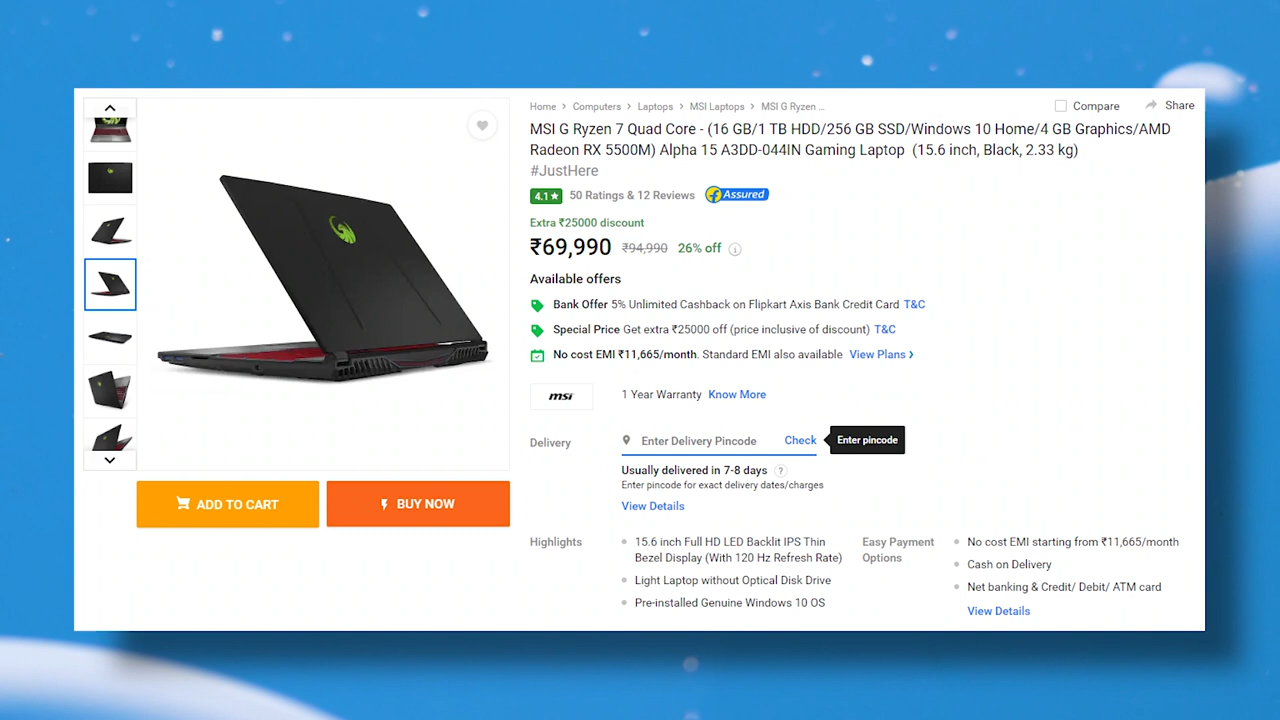 Home > Computers > Laptops > MSI Laptops > MSI G Ryzen ...
Compare
Share
MSI G Ryzen 7 Quad Core - (16 GB/1 TB HDD/256 GB SSD/Windows 10 Home/4 GB Graphics/AMD
Radeon RX 5500M) Alpha 15 A3DD-044IN Gaming Laptop (15.6 inch, Black, 2.33 kg)
#JustHere
4.1★ 50 Ratings & 12 Reviews Assured
Extra ₹25000 discount
₹69,990 ₹94,990 26% off
Available offers
Bank Offer 5% Unlimited Cashback on Flipkart Axis Bank Credit Card T&C
Special Price Get extra ₹25000 off (price inclusive of discount) T&C
No cost EMI ₹11,665/month. Standard EMI also available View Plans >
msi
1 Year Warranty Know More
Delivery
Enter Delivery Pincode Check
Enter pincode
Usually delivered in 7-8 days ?
Enter pincode for exact delivery dates/charges
View Details
ADD TO CART
BUY NOW
Highlights
15.6 inch Full HD LED Backlit IPS Thin
Bezel Display (With 120 Hz Refresh Rate)
Light Laptop without Optical Disk Drive
Pre-installed Genuine Windows 10 OS
Easy Payment
Options
No cost EMI starting from ₹11,665/month
Cash on Delivery
Net banking & Credit/ Debit/ ATM card
View Details